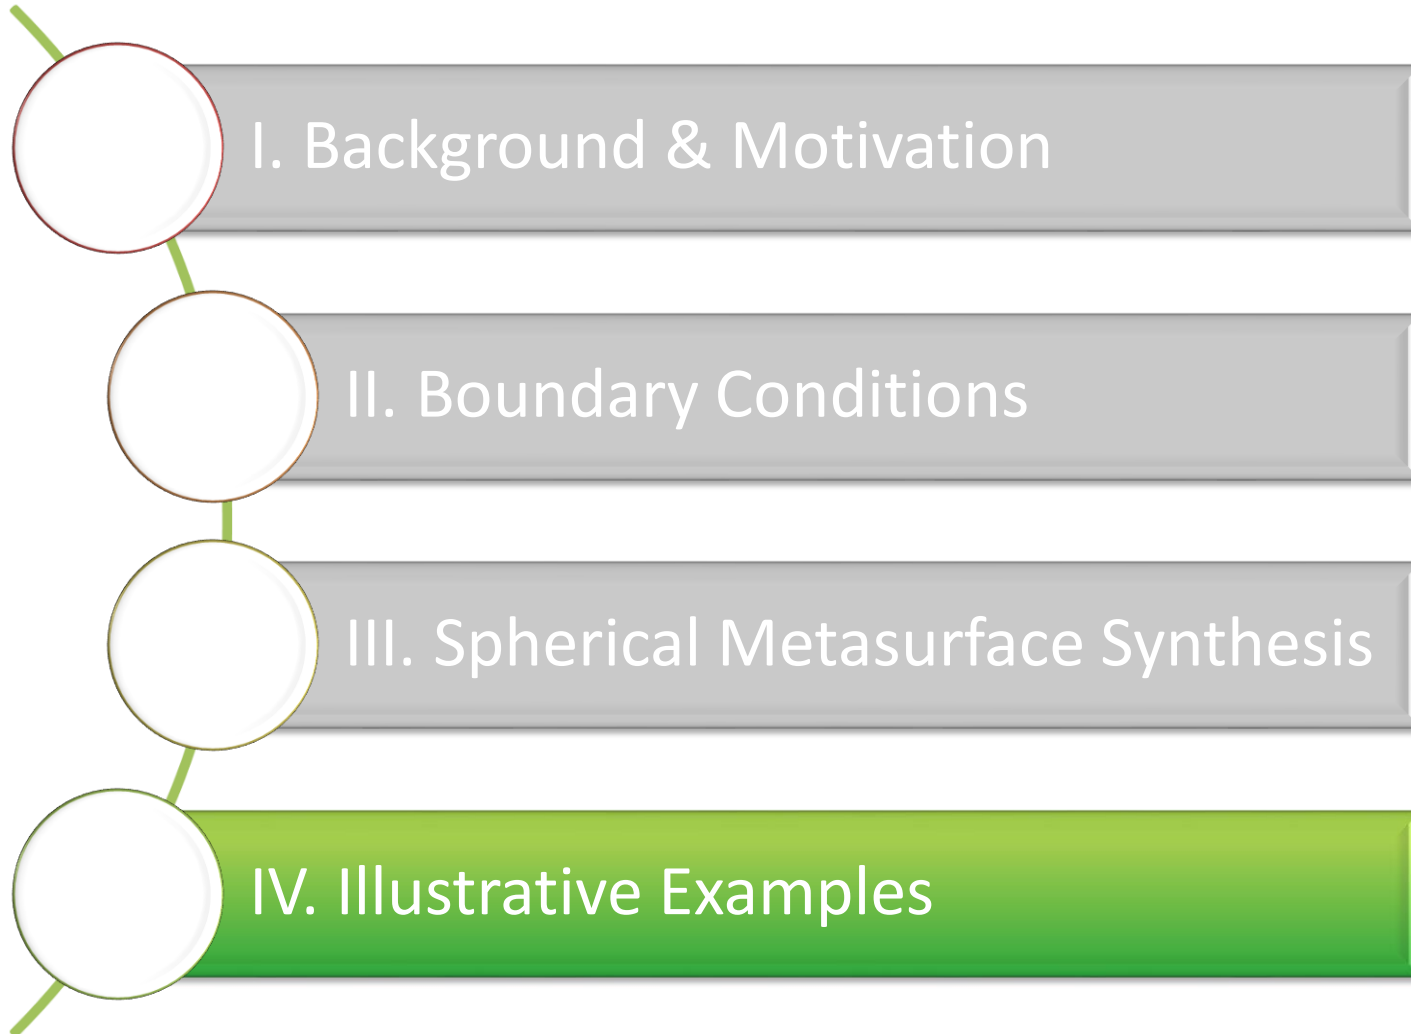 I. Background & Motivation
II. Boundary Conditions
III. Spherical Metasurface Synthesis
IV. Illustrative Examples